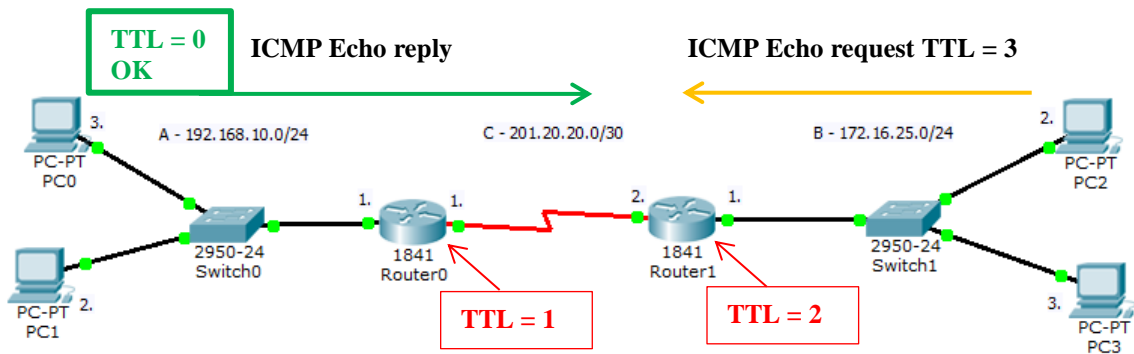 TTL = 0
OK
ICMP Echo reply
ICMP Echo request TTL = 3
3.
A - 192.168.10.0/24
C - 201.20.20.0/30
B - 172.16.25.0/24
2.
PC-PT
PC0
PC-PT
PC2
1.
1.
2.
1.
2950-24
Switch0
1841
Router0
1841
Router1
2950-24
Switch1
2.
PC-PT
PC1
TTL = 1
TTL = 2
3.
PC-PT
PC3